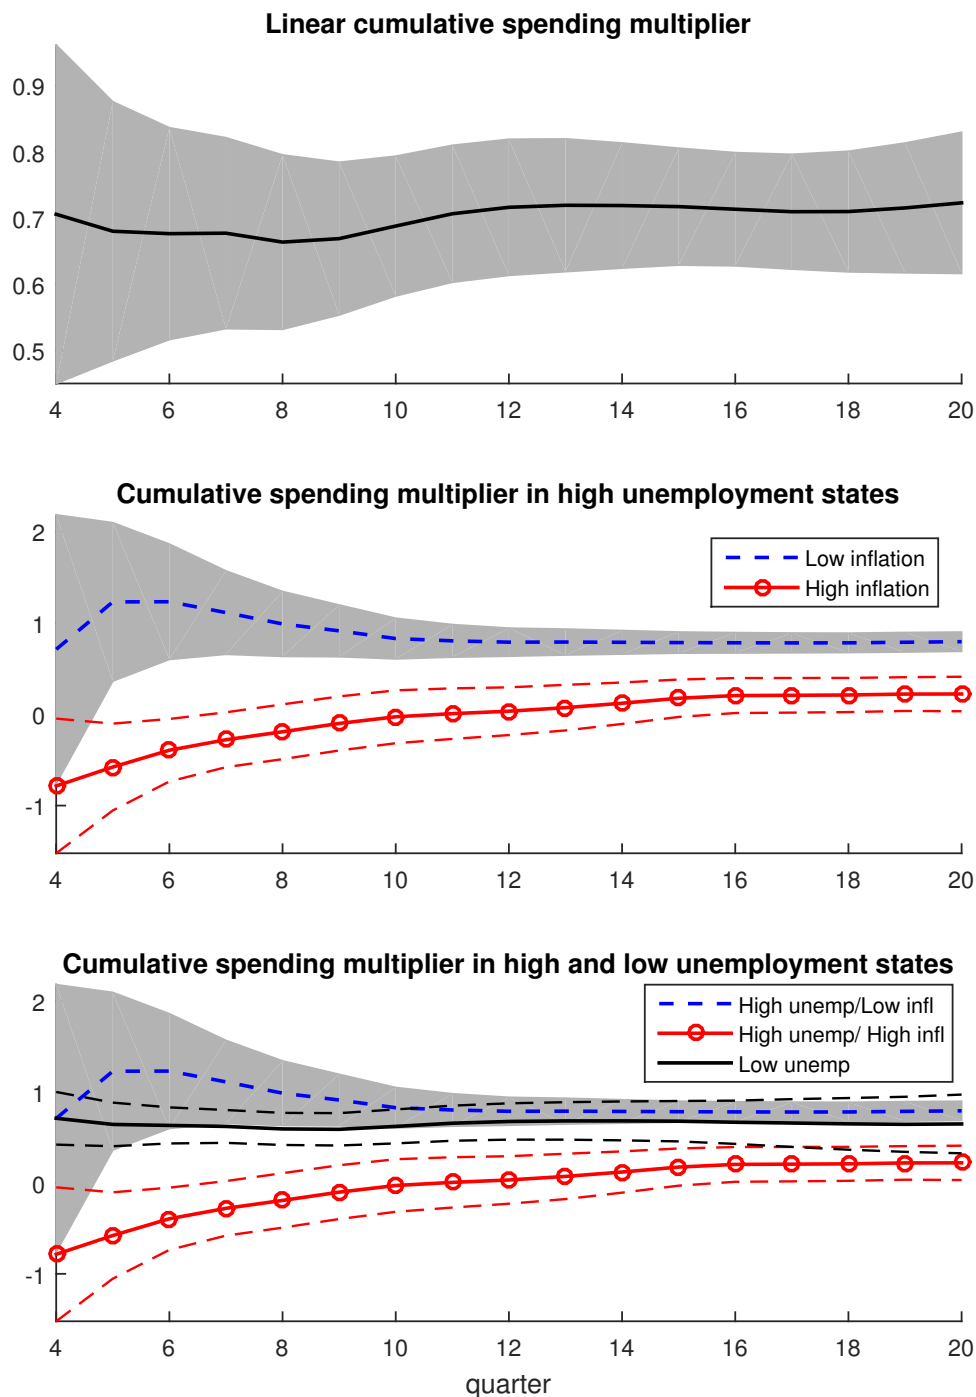 Linear cumulative spending multiplier
0.9
0.8
0.7
0.6
0.5
4 6 8 10 12 14 16 18 20
Cumulative spending multiplier in high unemployment states
2
1
0
-1
Low inflation
High inflation
4 6 8 10 12 14 16 18 20
Cumulative spending multiplier in high and low unemployment states
2
1
0
-1
High unemp/Low infl
High unemp/ High infl
Low unemp
4 6 8 10 12 14 16 18 20
quarter